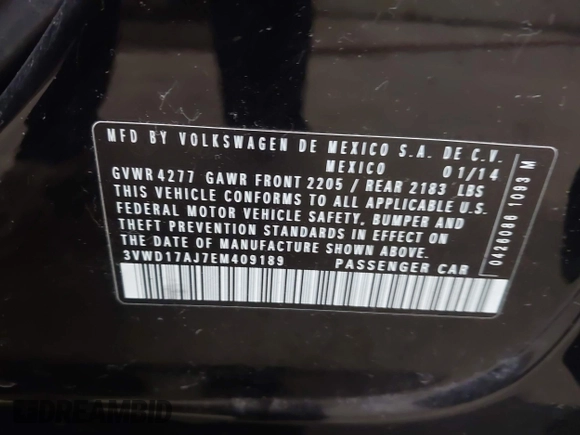 MFD BY VOLKSWAGEN DE MEXICO S.A. DE C.V.
MEXICO 01/14
GVWR 4277 GAWR FRONT 2205 / REAR 2183 LBS
THIS VEHICLE CONFORMS TO ALL APPLICABLE U.S.
FEDERAL MOTOR VEHICLE SAFETY, BUMPER AND
THEFT PREVENTION STANDARDS IN EFFECT ON
THE DATE OF MANUFACTURE SHOWN ABOVE.
3VWD17AJ7EM409189 PASSENGER CAR
0426086 1093 M
DREAMBID